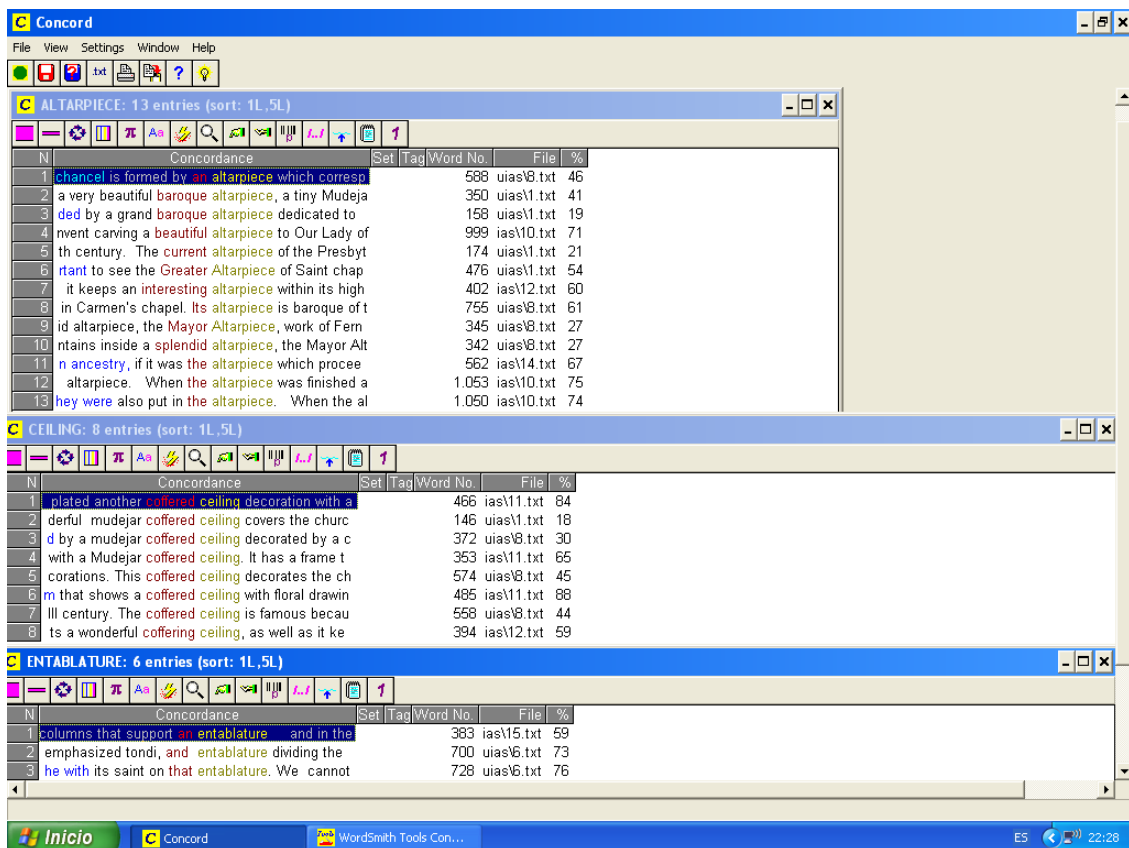 C Concord
File View Settings Window Help
.txt ?
C ALTARPIECE: 13 entries (sort: 1L,5L)
π Aa 1
N Concordance Set Tag Word No. File %
1 chancel is formed by an altarpiece which corresp 588 uias\8.txt 46
2 a very beautiful baroque altarpiece, a tiny Mudeja 350 uias\1.txt 41
3 ded by a grand baroque altarpiece dedicated to 158 uias\1.txt 19
4 nvent carving a beautiful altarpiece to Our Lady of 999 ias\10.txt 71
5 th century. The current altarpiece of the Presbyt 174 uias\1.txt 21
6 rtant to see the Greater Altarpiece of Saint chap 476 uias\1.txt 54
7 it keeps an interesting altarpiece within its high 402 ias\12.txt 60
8 in Carmen's chapel. Its altarpiece is baroque of t 755 uias\8.txt 61
9 id altarpiece, the Mayor Altarpiece, work of Fern 345 uias\8.txt 27
10 ntains inside a splendid altarpiece, the Mayor Alt 342 uias\8.txt 27
11 n ancestry, if it was the altarpiece which procee 562 ias\14.txt 67
12 altarpiece. When the altarpiece was finished a 1.053 ias\10.txt 75
13 hey were also put in the altarpiece. When the al 1.050 ias\10.txt 74
C CEILING: 8 entries (sort: 1L,5L)
π Aa 1
N Concordance Set Tag Word No. File %
1 plated another coffered ceiling decoration with a 466 ias\11.txt 84
2 derful mudejar coffered ceiling covers the churc 146 uias\1.txt 18
3 d by a mudejar coffered ceiling decorated by a c 372 uias\8.txt 30
4 with a Mudejar coffered ceiling. It has a frame t 353 ias\11.txt 65
5 corations. This coffered ceiling decorates the ch 574 uias\8.txt 45
6 m that shows a coffered ceiling with floral drawin 485 ias\11.txt 88
7 III century. The coffered ceiling is famous becau 558 uias\8.txt 44
8 ts a wonderful coffering ceiling, as well as it ke 394 ias\12.txt 59
C ENTABLATURE: 6 entries (sort: 1L,5L)
π Aa 1
N Concordance Set Tag Word No. File %
1 columns that support an entablature and in the 383 ias\15.txt 59
2 emphasized tondi, and entablature dividing the 700 uias\6.txt 73
3 he with its saint on that entablature. We cannot 728 uias\6.txt 76
Inicio C Concord WordSmith Tools Con... ES 22:28